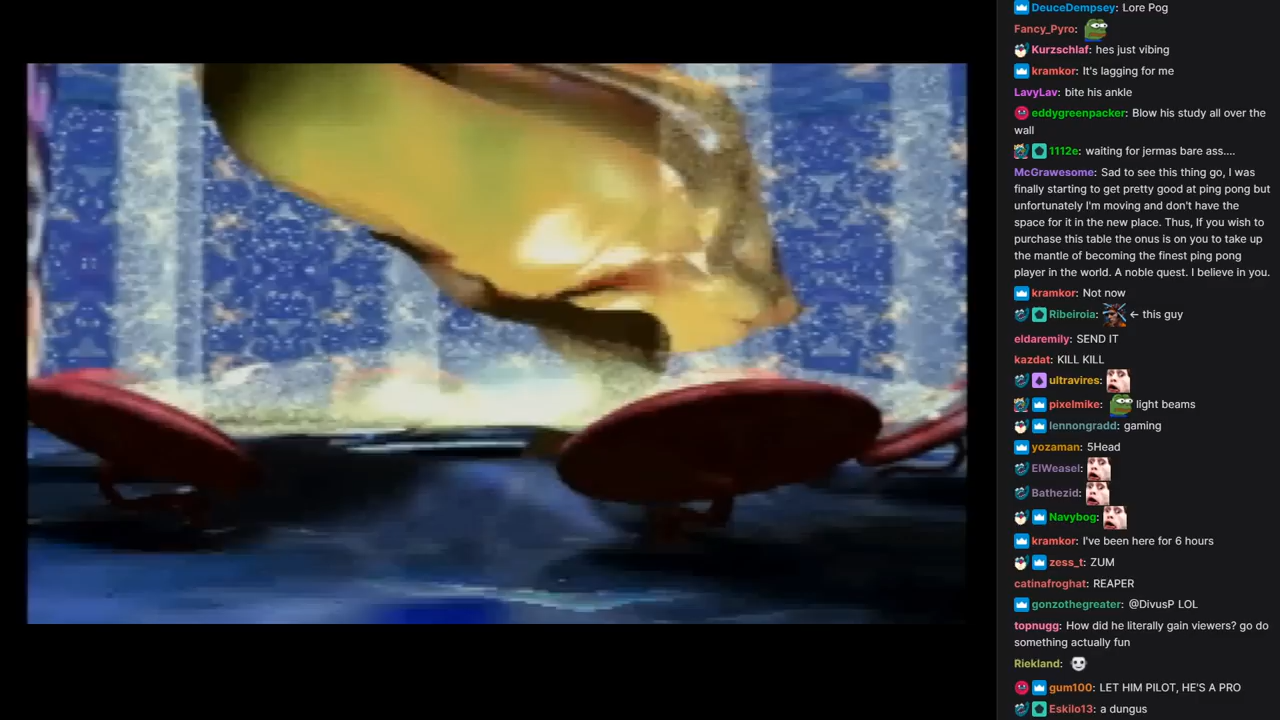 DeuceDempsey: Lore Pog
Fancy_Pyro:
Kurzschlaf: hes just vibing
kramkor: It's lagging for me
LavyLav: bite his ankle
eddygreenpacker: Blow his study all over the
wall
1112e: waiting for jermas bare ass....
McGrawesome: Sad to see this thing go, I was
finally starting to get pretty good at ping pong but
unfortunately I'm moving and don't have the
space for it in the new place. Thus, If you wish to
purchase this table the onus is on you to take up
the mantle of becoming the finest ping pong
player in the world. A noble quest. I believe in you.
kramkor: Not now
Ribeiroia: ← this guy
eldaremily: SEND IT
kazdat: KILL KILL
ultravires:
pixelmike: light beams
lennongradd: gaming
yozaman: 5Head
ElWeasel:
Bathezid:
Navybog:
kramkor: I've been here for 6 hours
zess_t: ZUM
catinafroghat: REAPER
gonzothegreater: @DivusP LOL
topnugg: How did he literally gain viewers? go do
something actually fun
Riekland:
gum100: LET HIM PILOT, HE'S A PRO
Eskilo13: a dungus